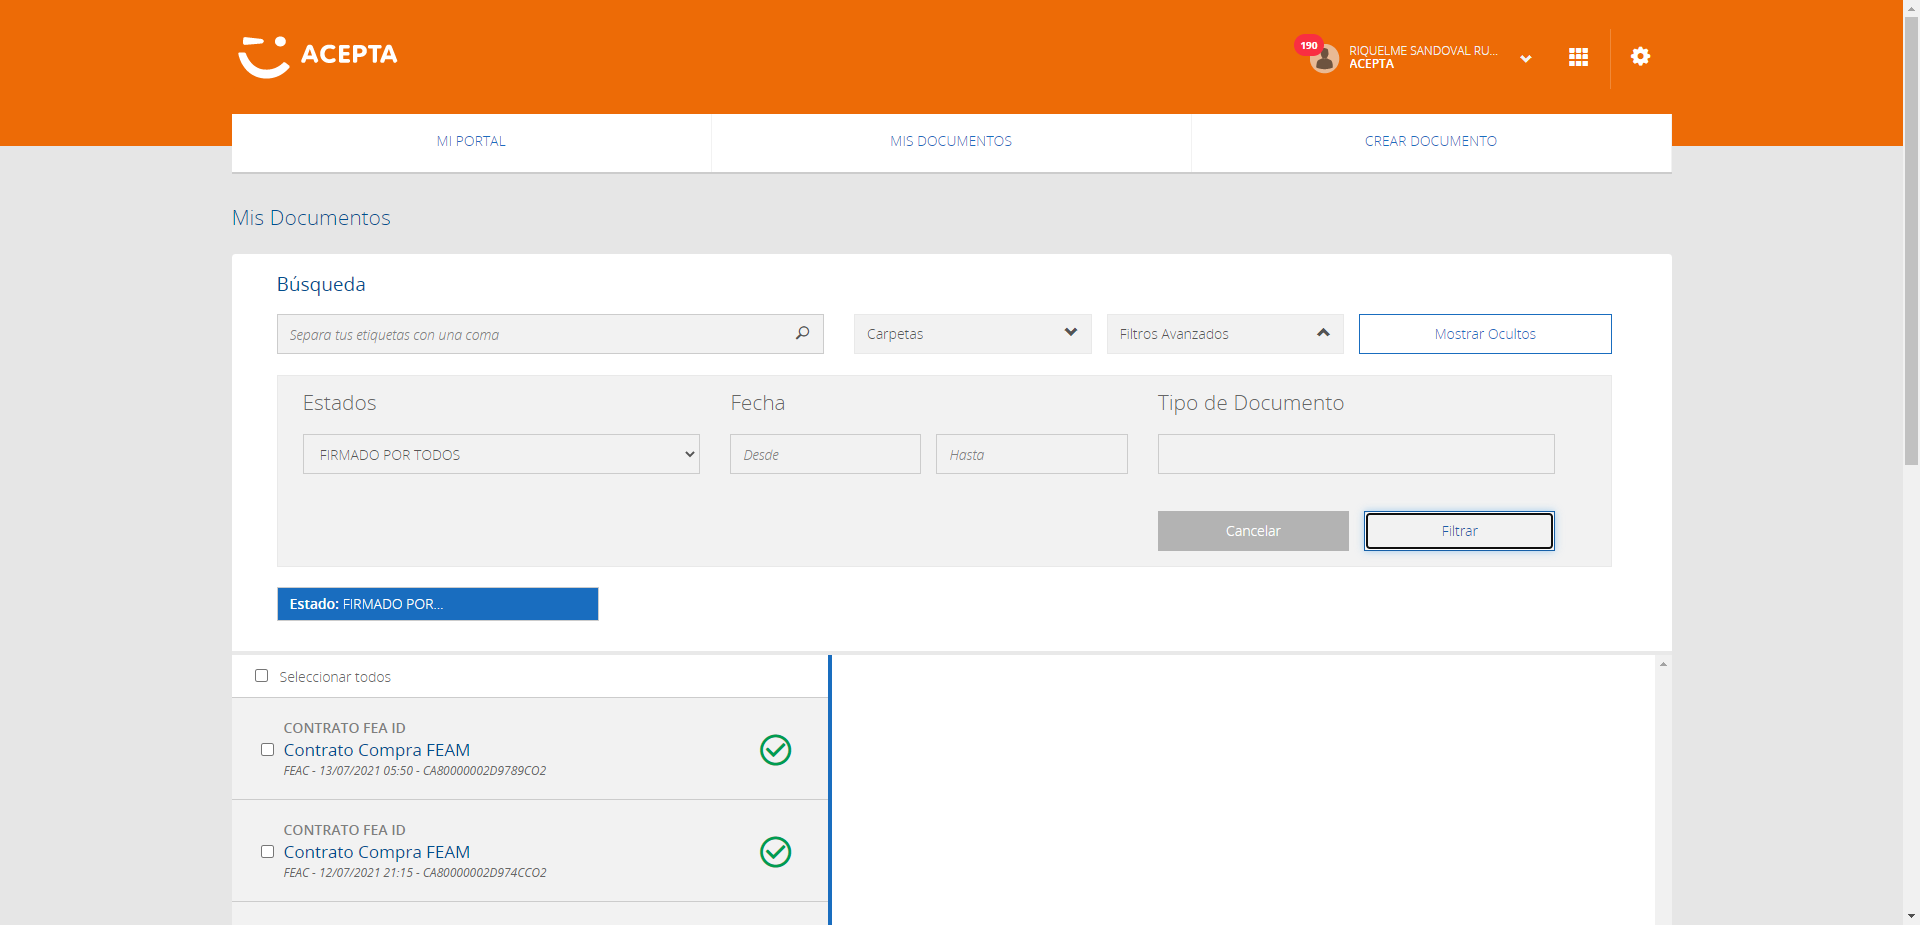 ACEPTA
190
RIQUELME SANDOVAL RU...
ACEPTA
MI PORTAL
MIS DOCUMENTOS
CREAR DOCUMENTO
Mis Documentos
Búsqueda
Separa tus etiquetas con una coma
Carpetas
Filtros Avanzados
Mostrar Ocultos
Estados
Fecha
Tipo de Documento
FIRMADO POR TODOS
Desde
Hasta
Cancelar
Filtrar
Estado: FIRMADO POR...
Seleccionar todos
CONTRATO FEA ID
Contrato Compra FEAM
FEAC - 13/07/2021 05:50 - CA80000002D9789CO2
CONTRATO FEA ID
Contrato Compra FEAM
FEAC - 12/07/2021 21:15 - CA80000002D974CCO2